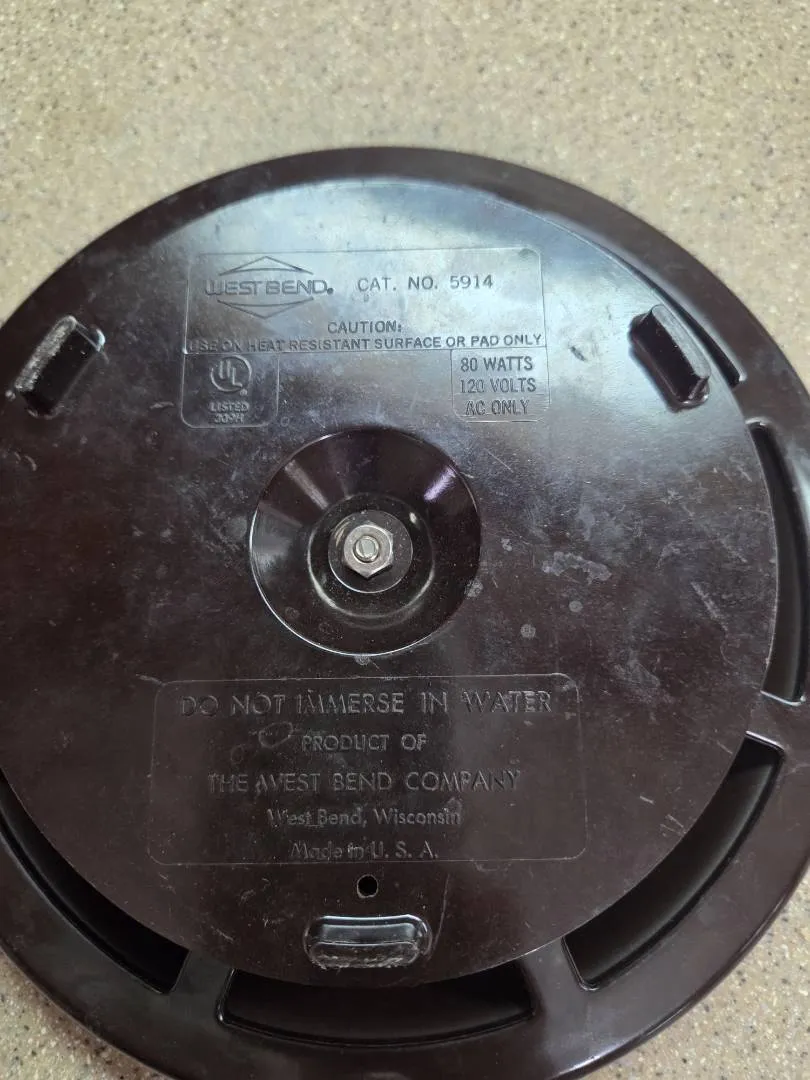 WEST BEND. CAT. NO. 5914
CAUTION:
USE ON HEAT RESISTANT SURFACE OR PAD ONLY
UL
LISTED
80 WATTS
120 VOLTS
AC ONLY
DO NOT IMMERSE IN WATER
PRODUCT OF
THE WEST BEND COMPANY
West Bend, Wisconsin
Made in U. S. A.